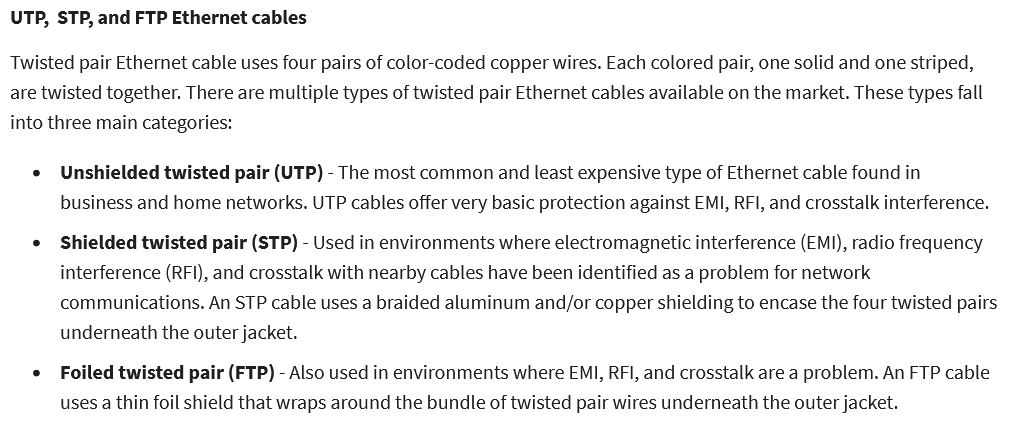 UTP,  STP, and FTP Ethernet cables
Twisted pair Ethernet cable uses four pairs of color-coded copper wires. Each colored pair, one solid and one striped,
are twisted together. There are multiple types of twisted pair Ethernet cables available on the market. These types fall
into three main categories:
• Unshielded twisted pair (UTP) - The most common and least expensive type of Ethernet cable found in
business and home networks. UTP cables offer very basic protection against EMI, RFI, and crosstalk interference.
• Shielded twisted pair (STP) - Used in environments where electromagnetic interference (EMI), radio frequency
interference (RFI), and crosstalk with nearby cables have been identified as a problem for network
communications. An STP cable uses a braided aluminum and/or copper shielding to encase the four twisted pairs
underneath the outer jacket.
• Foiled twisted pair (FTP) - Also used in environments where EMI, RFI, and crosstalk are a problem. An FTP cable
uses a thin foil shield that wraps around the bundle of twisted pair wires underneath the outer jacket.